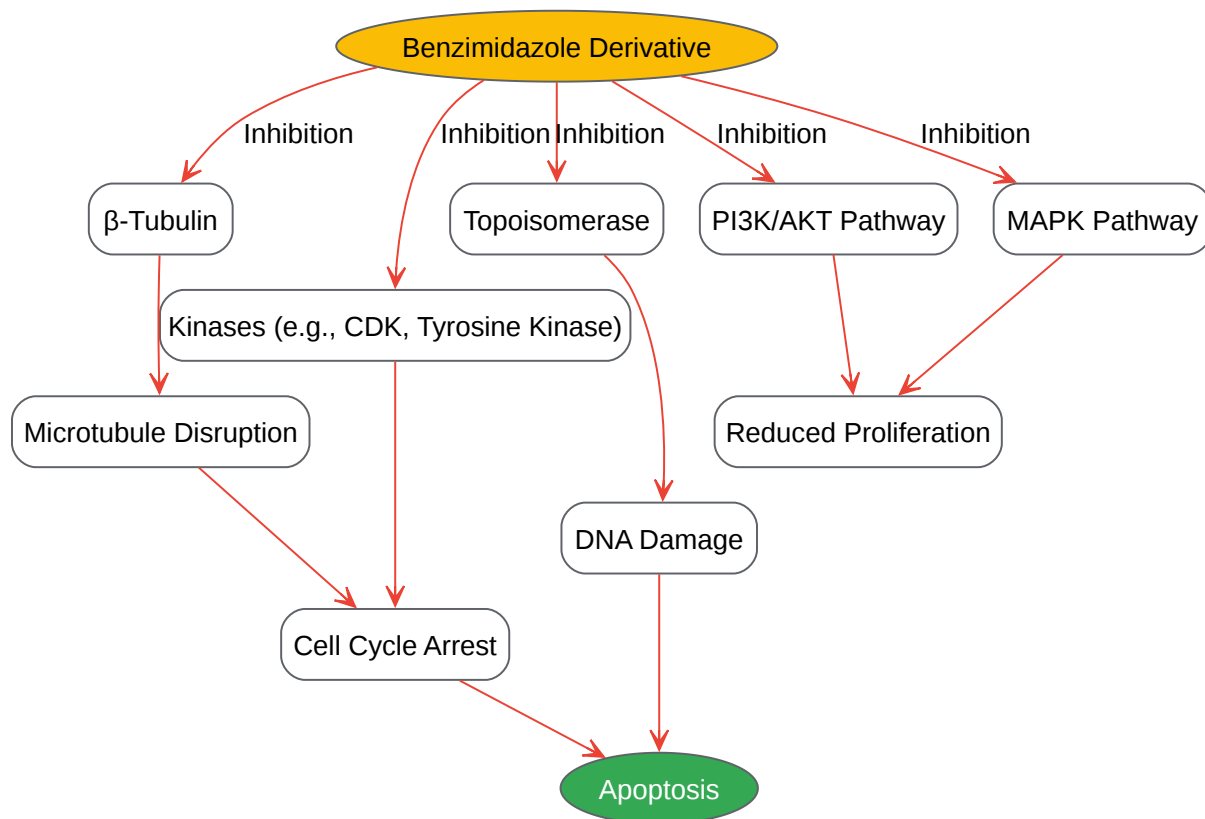 Benzimidazole Derivative
Inhibition
Inhibition
Inhibition
Inhibition
Inhibition
β-Tubulin
Topoisomerase
PI3K/AKT Pathway
MAPK Pathway
Kinases (e.g., CDK, Tyrosine Kinase)
Microtubule Disruption
Reduced Proliferation
DNA Damage
Cell Cycle Arrest
Apoptosis